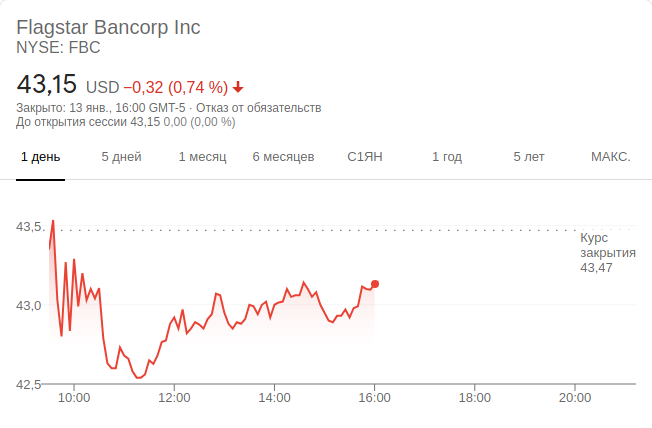 Flagstar Bancorp Inc
NYSE: FBC
43,15 USD −0,32 (0,74 %)
Закрыто: 13 янв., 16:00 GMT-5 · Отказ от обязательств
До открытия сессии 43,15 0,00 (0,00 %)
1 день 5 дней 1 месяц 6 месяцев С1ЯН 1 год 5 лет МАКС.
43,5
Курс
закрытия
43,47
43,0
42,5
10:00 12:00 14:00 16:00 18:00 20:00